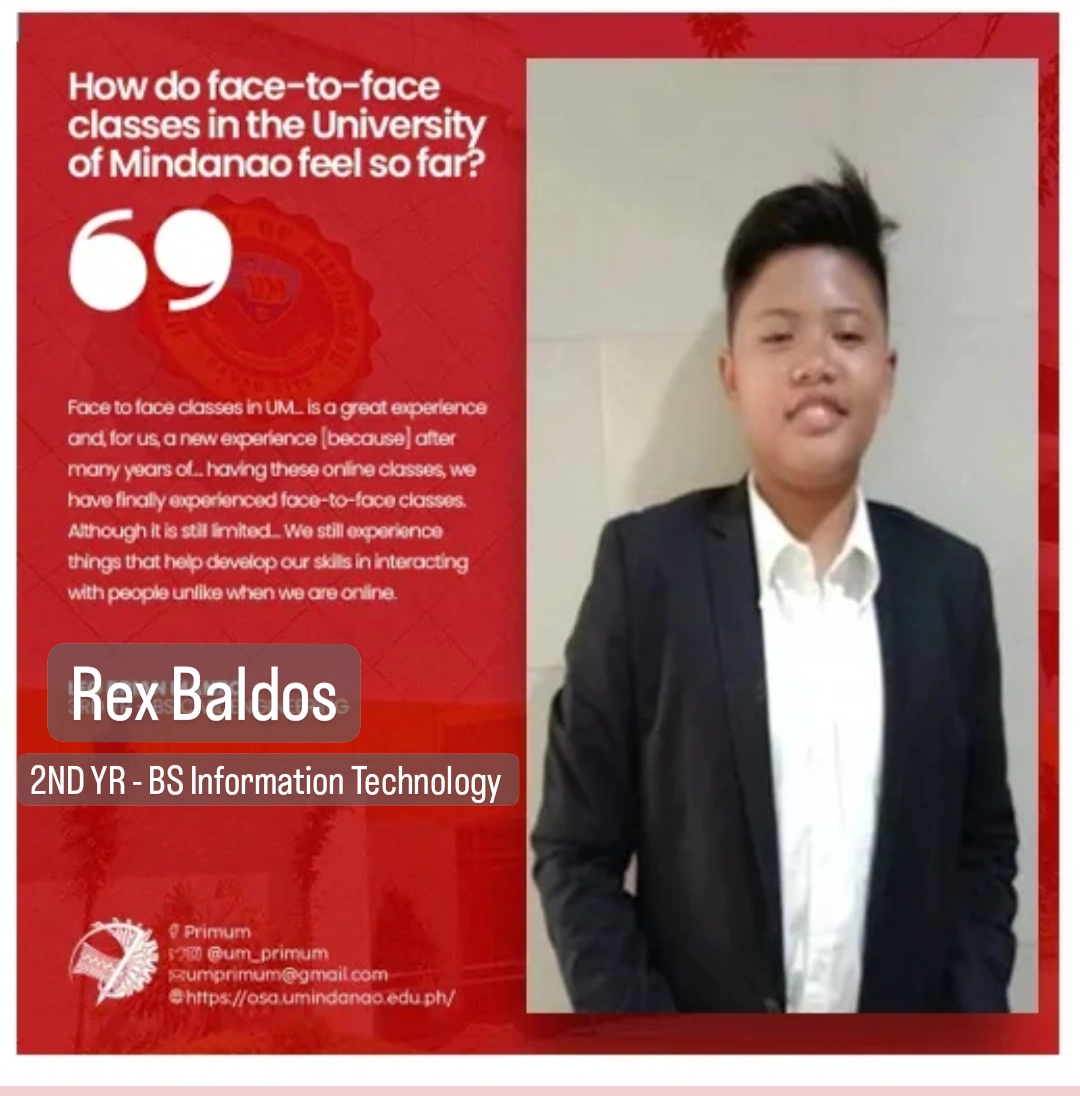 How do face-to-face
classes in the University
of Mindanao feel so far?
Face to face classes in UM... is a great experience
and, for us, a new experience [because] after
many years of... having these online classes, we
have finally experienced face-to-face classes.
Although it is still limited... We still experience
things that help develop our skills in interacting
with people unlike when we are online.
Rex Baldos
2ND YR - BS Information Technology
Primum
@um_primum
umprimum@gmail.com
https://osa.umindanao.edu.ph/